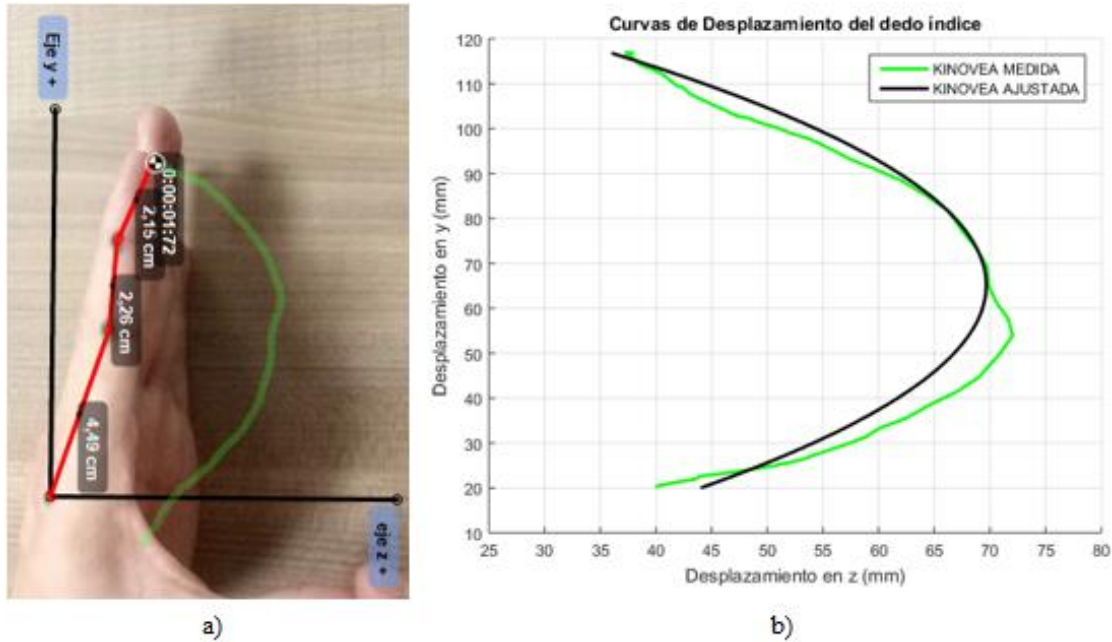 Eje y +
0:00:01:72
2,15 cm
2,26 cm
4,49 cm
eje z +
a)
Curvas de Desplazamiento del dedo índice
KINOVEA MEDIDA
KINOVEA AJUSTADA
Desplazamiento en y (mm)
120
110
100
90
80
70
60
50
40
30
20
10
25 30 35 40 45 50 55 60 65 70 75 80
Desplazamiento en z (mm)
b)